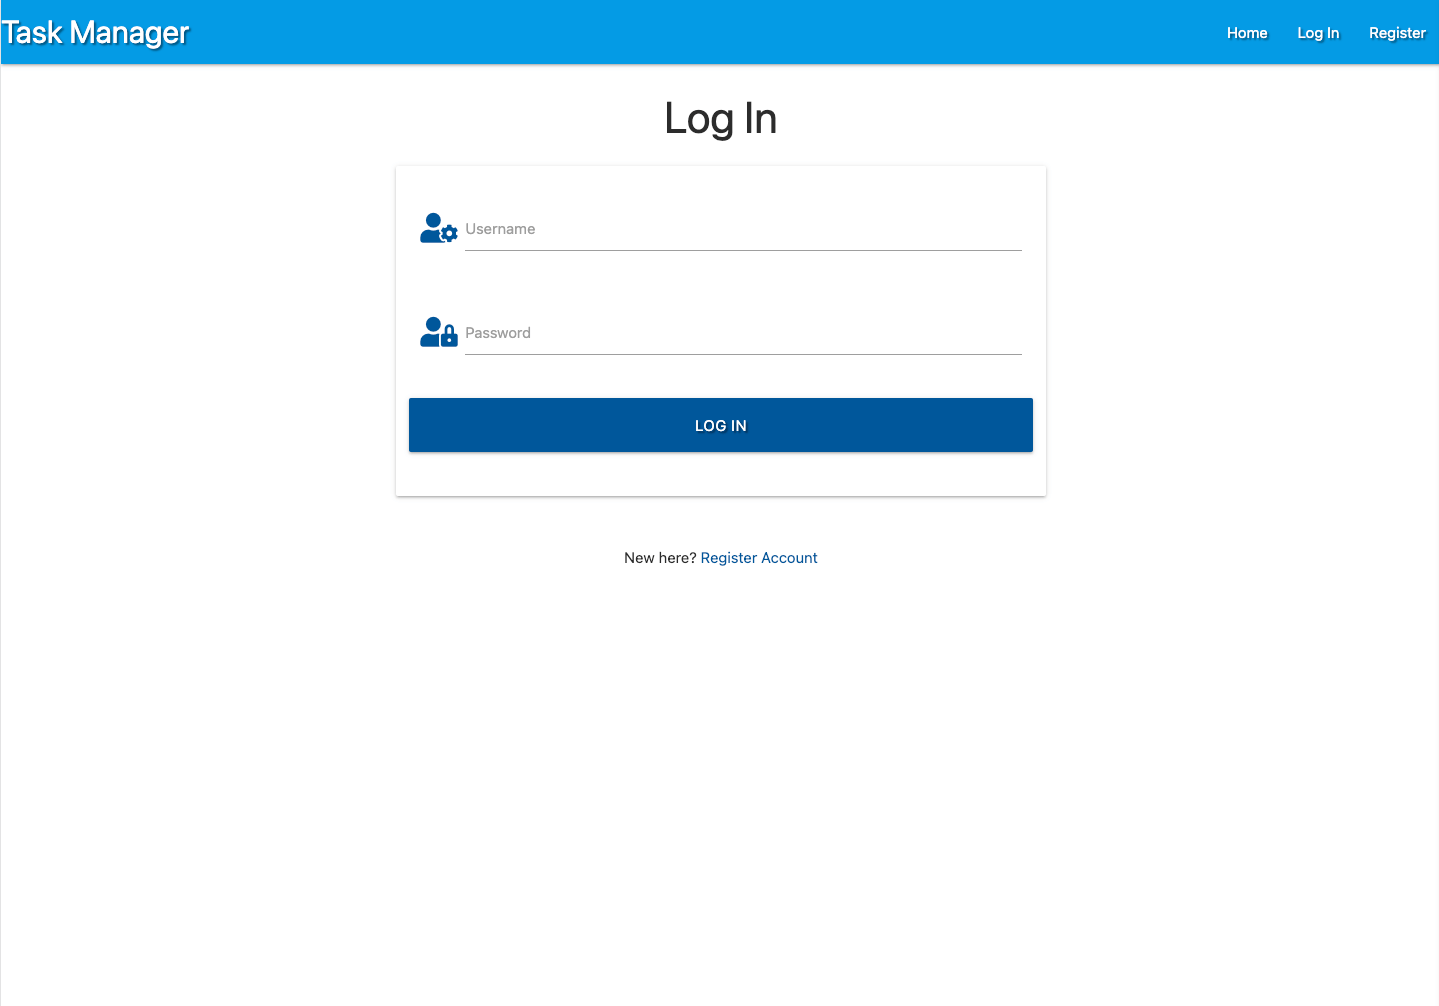 Task Manager
Home Log In Register
Log In
Username
Password
LOG IN
New here? Register Account